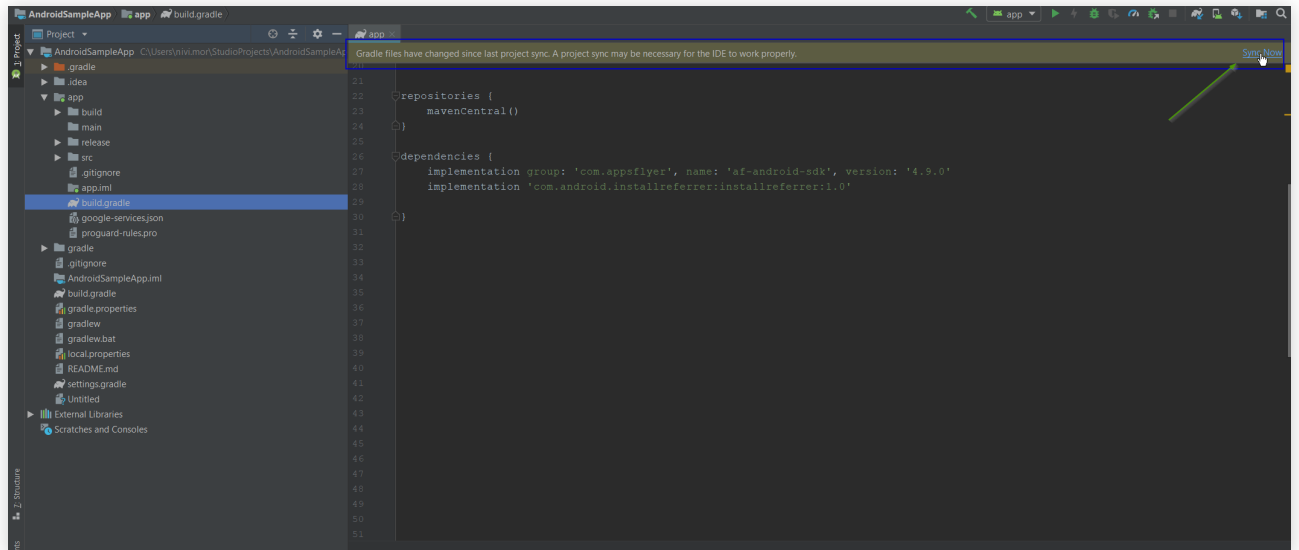 AndroidSampleApp app build.gradle
app
1: Project
Project
app
AndroidSampleApp C:\Users\nivi.mor\StudioProjects\AndroidSampleAp
Gradle files have changed since last project sync. A project sync may be necessary for the IDE to work properly.
Sync Now
.gradle
.idea
app
build
main
release
src
.gitignore
app.iml
build.gradle
google-services.json
proguard-rules.pro
gradle
.gitignore
AndroidSampleApp.iml
build.gradle
gradle.properties
gradlew
gradlew.bat
local.properties
README.md
settings.gradle
Untitled
External Libraries
Scratches and Consoles
Z: Structure
21
22 repositories {
23 mavenCentral()
24 }
25
26 dependencies {
27 implementation group: 'com.appsflyer', name: 'af-android-sdk', version: '4.9.0'
28 implementation 'com.android.installreferrer:installreferrer:1.0'
29
30 }
31
32
33
34
35
36
37
38
39
40
41
42
43
44
45
46
47
48
49
50
51